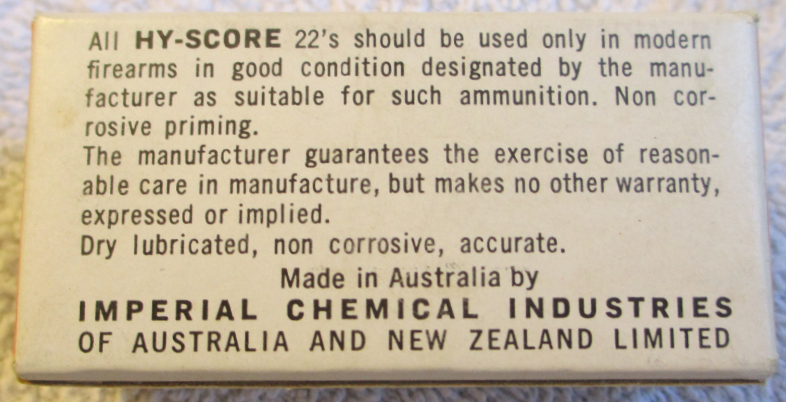 All HY-SCORE 22's should be used only in modern
firearms in good condition designated by the manu-
facturer as suitable for such ammunition. Non cor-
rosive priming.
The manufacturer guarantees the exercise of reason-
able care in manufacture, but makes no other warranty,
expressed or implied.
Dry lubricated, non corrosive, accurate.
Made in Australia by
IMPERIAL CHEMICAL INDUSTRIES
OF AUSTRALIA AND NEW ZEALAND LIMITED